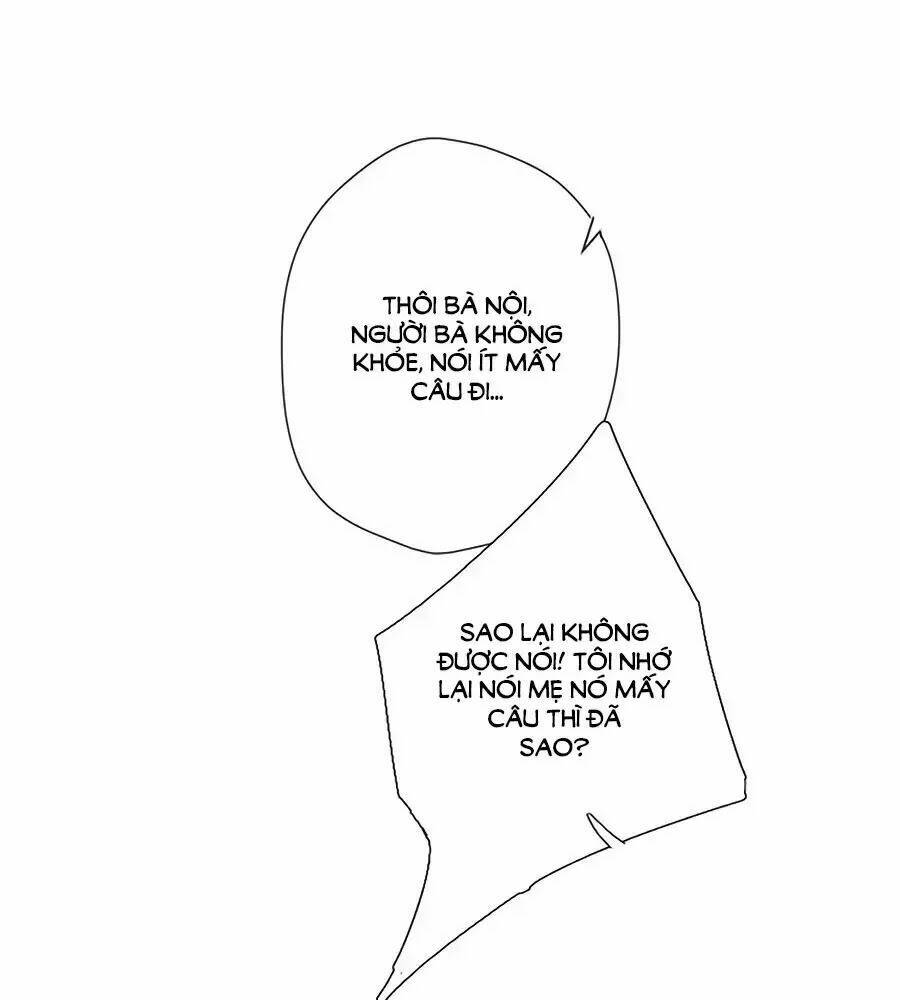 THÔI BÀ NỘI,
NGƯỜI BÀ KHÔNG
KHỎE, NÓI ÍT MẤY
CÂU ĐI...
SAO LẠI KHÔNG
ĐƯỢC NÓI! TÔI NHỚ
LẠI NÓI MẸ NÓ MẤY
CÂU THÌ ĐÃ
SAO?